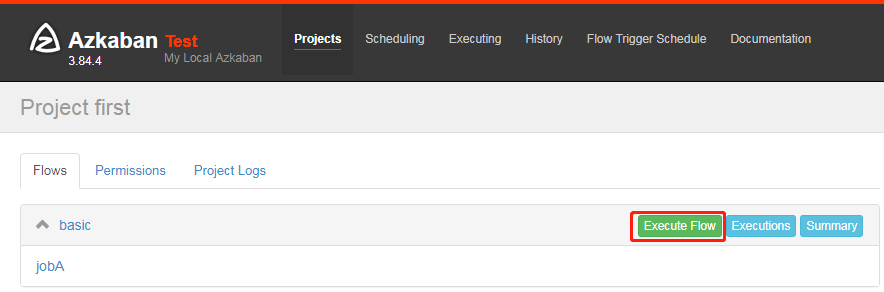 Azkaban Test
3.84.4
My Local Azkaban
Projects Scheduling Executing History Flow Trigger Schedule Documentation
Project first
Flows Permissions Project Logs
basic Execute Flow Executions Summary
jobA